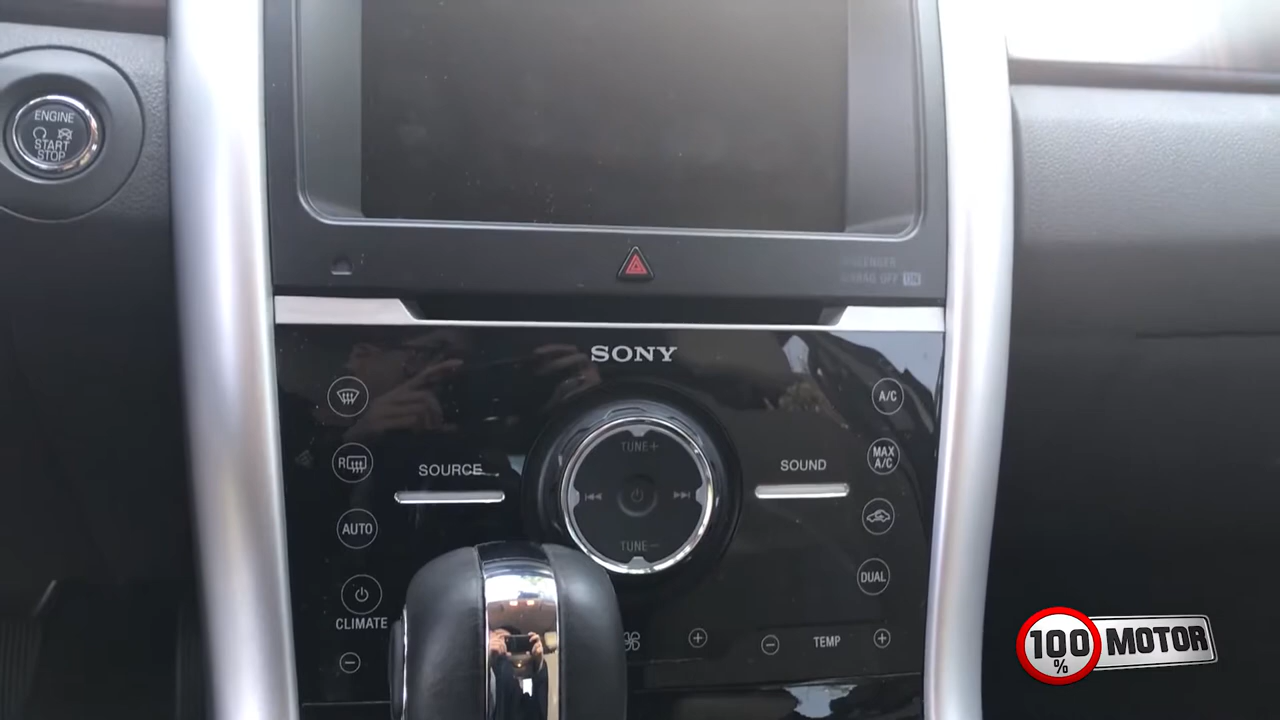 ENGINE
START
STOP
SONY
A/C
TUNE+
R
SOURCE
SOUND
MAX
A/C
AUTO
TUNE−
DUAL
CLIMATE
TEMP
100
%
MOTOR